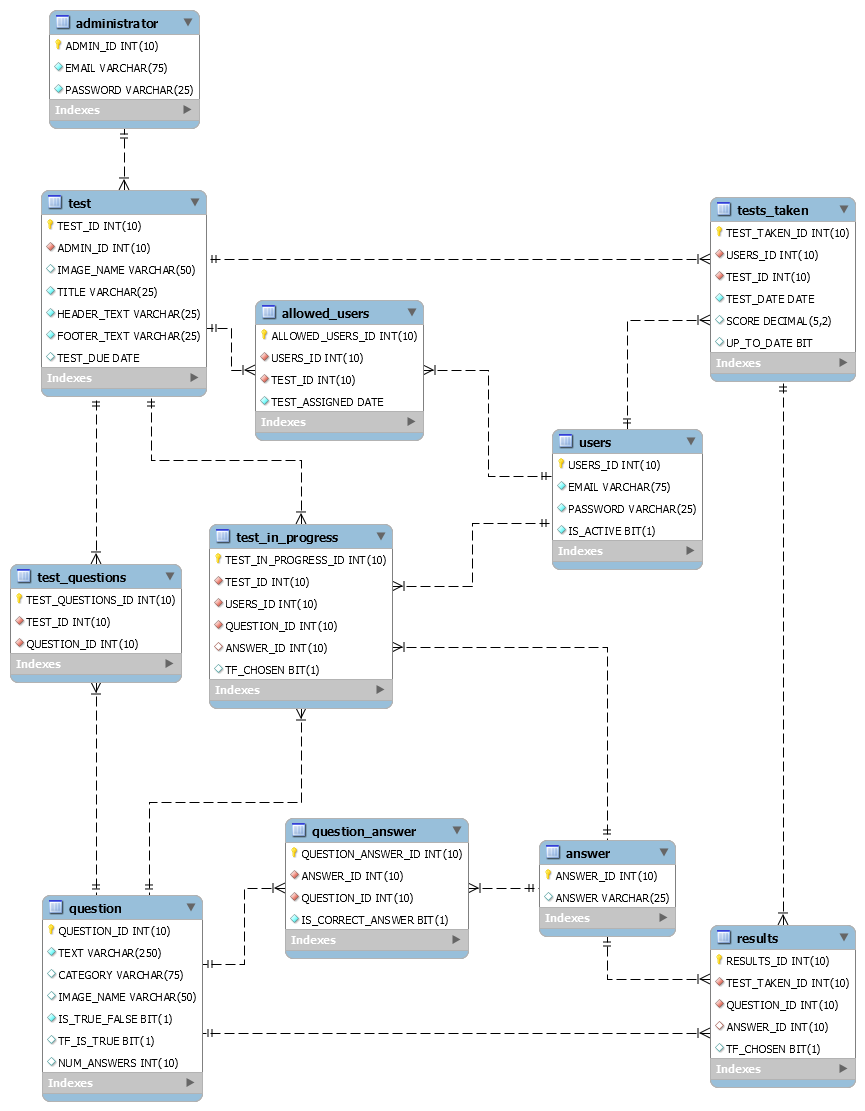 administrator
ADMIN_ID INT(10)
EMAIL VARCHAR(75)
PASSWORD VARCHAR(25)
Indexes
test
TEST_ID INT(10)
ADMIN_ID INT(10)
IMAGE_NAME VARCHAR(50)
TITLE VARCHAR(25)
HEADER_TEXT VARCHAR(25)
FOOTER_TEXT VARCHAR(25)
TEST_DUE DATE
Indexes
tests_taken
TEST_TAKEN_ID INT(10)
USERS_ID INT(10)
TEST_ID INT(10)
TEST_DATE DATE
SCORE DECIMAL(5,2)
UP_TO_DATE BIT
Indexes
allowed_users
ALLOWED_USERS_ID INT(10)
USERS_ID INT(10)
TEST_ID INT(10)
TEST_ASSIGNED DATE
Indexes
users
USERS_ID INT(10)
EMAIL VARCHAR(75)
PASSWORD VARCHAR(25)
IS_ACTIVE BIT(1)
Indexes
test_in_progress
TEST_IN_PROGRESS_ID INT(10)
TEST_ID INT(10)
USERS_ID INT(10)
QUESTION_ID INT(10)
ANSWER_ID INT(10)
TF_CHOSEN BIT(1)
Indexes
test_questions
TEST_QUESTIONS_ID INT(10)
TEST_ID INT(10)
QUESTION_ID INT(10)
Indexes
question_answer
QUESTION_ANSWER_ID INT(10)
ANSWER_ID INT(10)
QUESTION_ID INT(10)
IS_CORRECT_ANSWER BIT(1)
Indexes
answer
ANSWER_ID INT(10)
ANSWER VARCHAR(25)
Indexes
question
QUESTION_ID INT(10)
TEXT VARCHAR(250)
CATEGORY VARCHAR(75)
IMAGE_NAME VARCHAR(50)
IS_TRUE_FALSE BIT(1)
TF_IS_TRUE BIT(1)
NUM_ANSWERS INT(10)
Indexes
results
RESULTS_ID INT(10)
TEST_TAKEN_ID INT(10)
QUESTION_ID INT(10)
ANSWER_ID INT(10)
TF_CHOSEN BIT(1)
Indexes